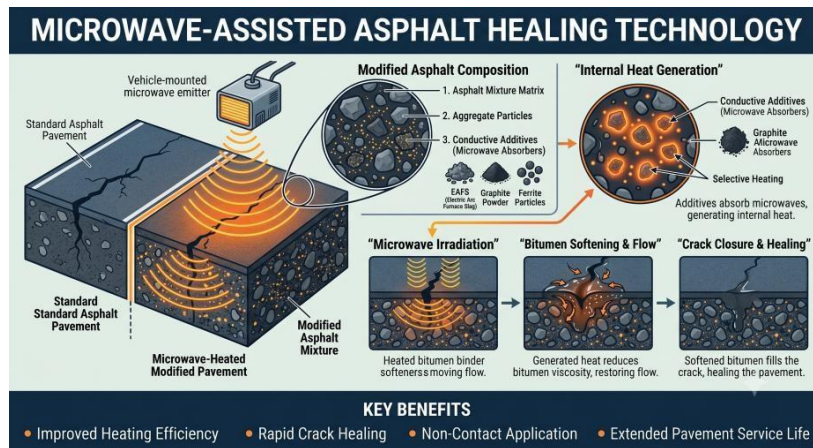 MICROWAVE-ASSISTED ASPHALT HEALING TECHNOLOGY
Vehicle-mounted
microwave emitter
Standard Asphalt
Pavement
Standard
Standard Asphalt
Pavement
Microwave-Heated
Modified Pavement
Modified
Asphalt
Mixture
Modified Asphalt Composition
1. Asphalt Mixture Matrix
2. Aggregate Particles
3. Conductive Additives
(Microwave Absorbers)
EAFS
(Electric Arc
Furnace Slag)
Graphite
Powder
Ferrite
Particles
"Internal Heat Generation"
Conductive Additives
(Microwave Absorbers)
Graphite
Absorbers
Selective Heating
Additives absorb microwaves,
generating internal heat.
"Microwave Irradiation"
Heated bitumen binder
moving flow.
"Bitumen Softening & Flow"
Generated heat reduces
bitumen viscosity, restoring flow.
"Crack Closure & Healing"
Softened bitumen fills the
crack, healing the pavement.
KEY BENEFITS
• Improved Heating Efficiency
• Rapid Crack Healing
• Non-Contact Application
• Extended Pavement Service Life